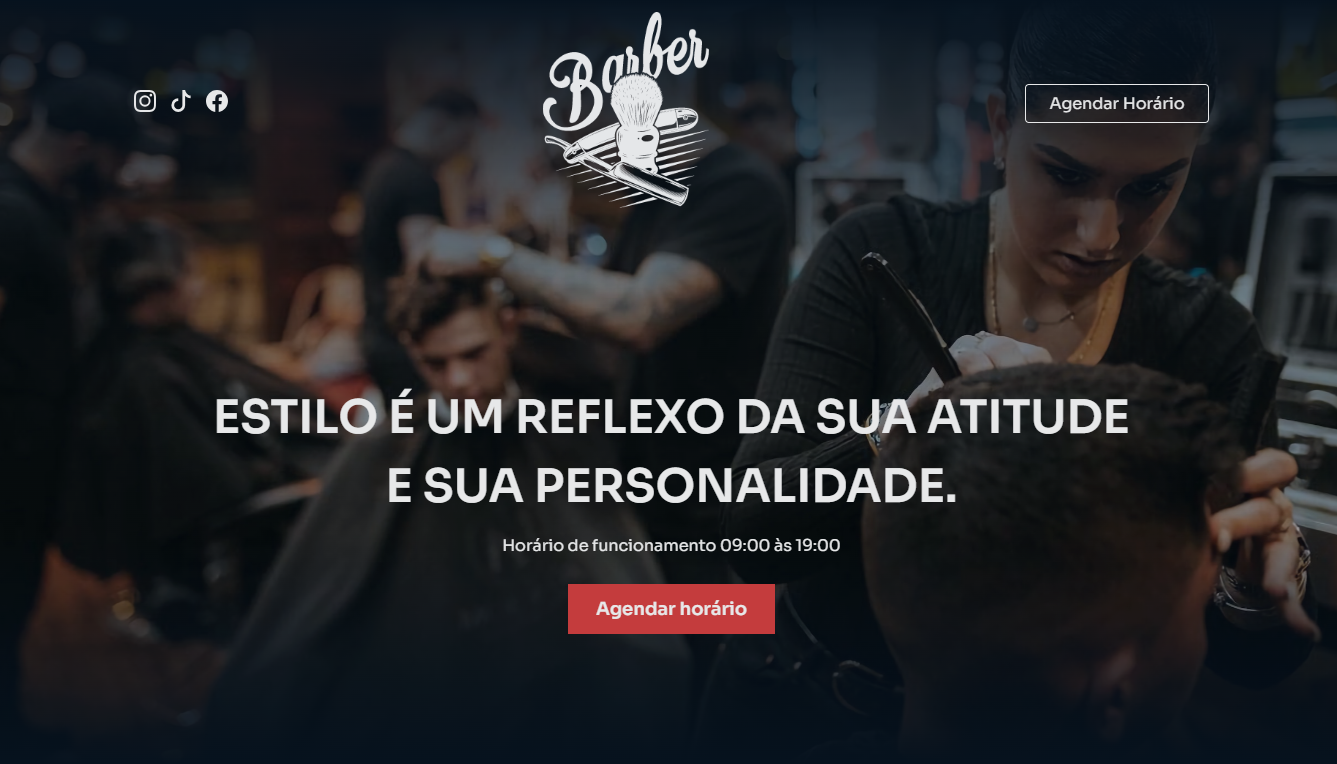 Barber
Agendar Horário
ESTILO É UM REFLEXO DA SUA ATITUDE
E SUA PERSONALIDADE.
Horário de funcionamento 09:00 às 19:00
Agendar horário